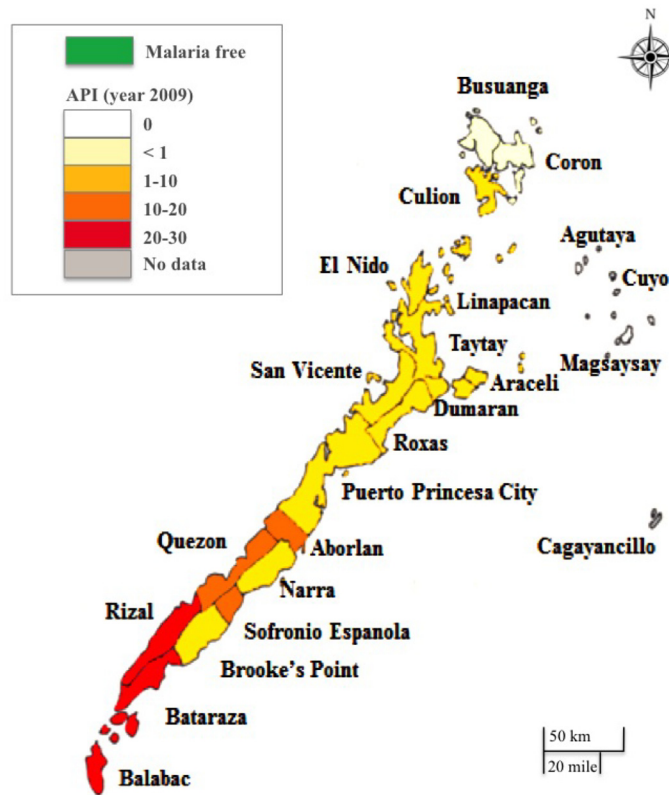 N
Malaria free
API (year 2009)
0
< 1
1-10
10-20
20-30
No data
Busuanga
Coron
Culion
Agutaya
El Nido
Cuyo
Linapacan
Taytay
Magsaysay
San Vicente
Araceli
Dumaran
Roxas
Puerto Princesa City
Quezon
Aborlan
Cagayancillo
Narra
Rizal
Sofronio Espanola
Brooke's Point
Bataraza
50 km
20 mile
Balabac